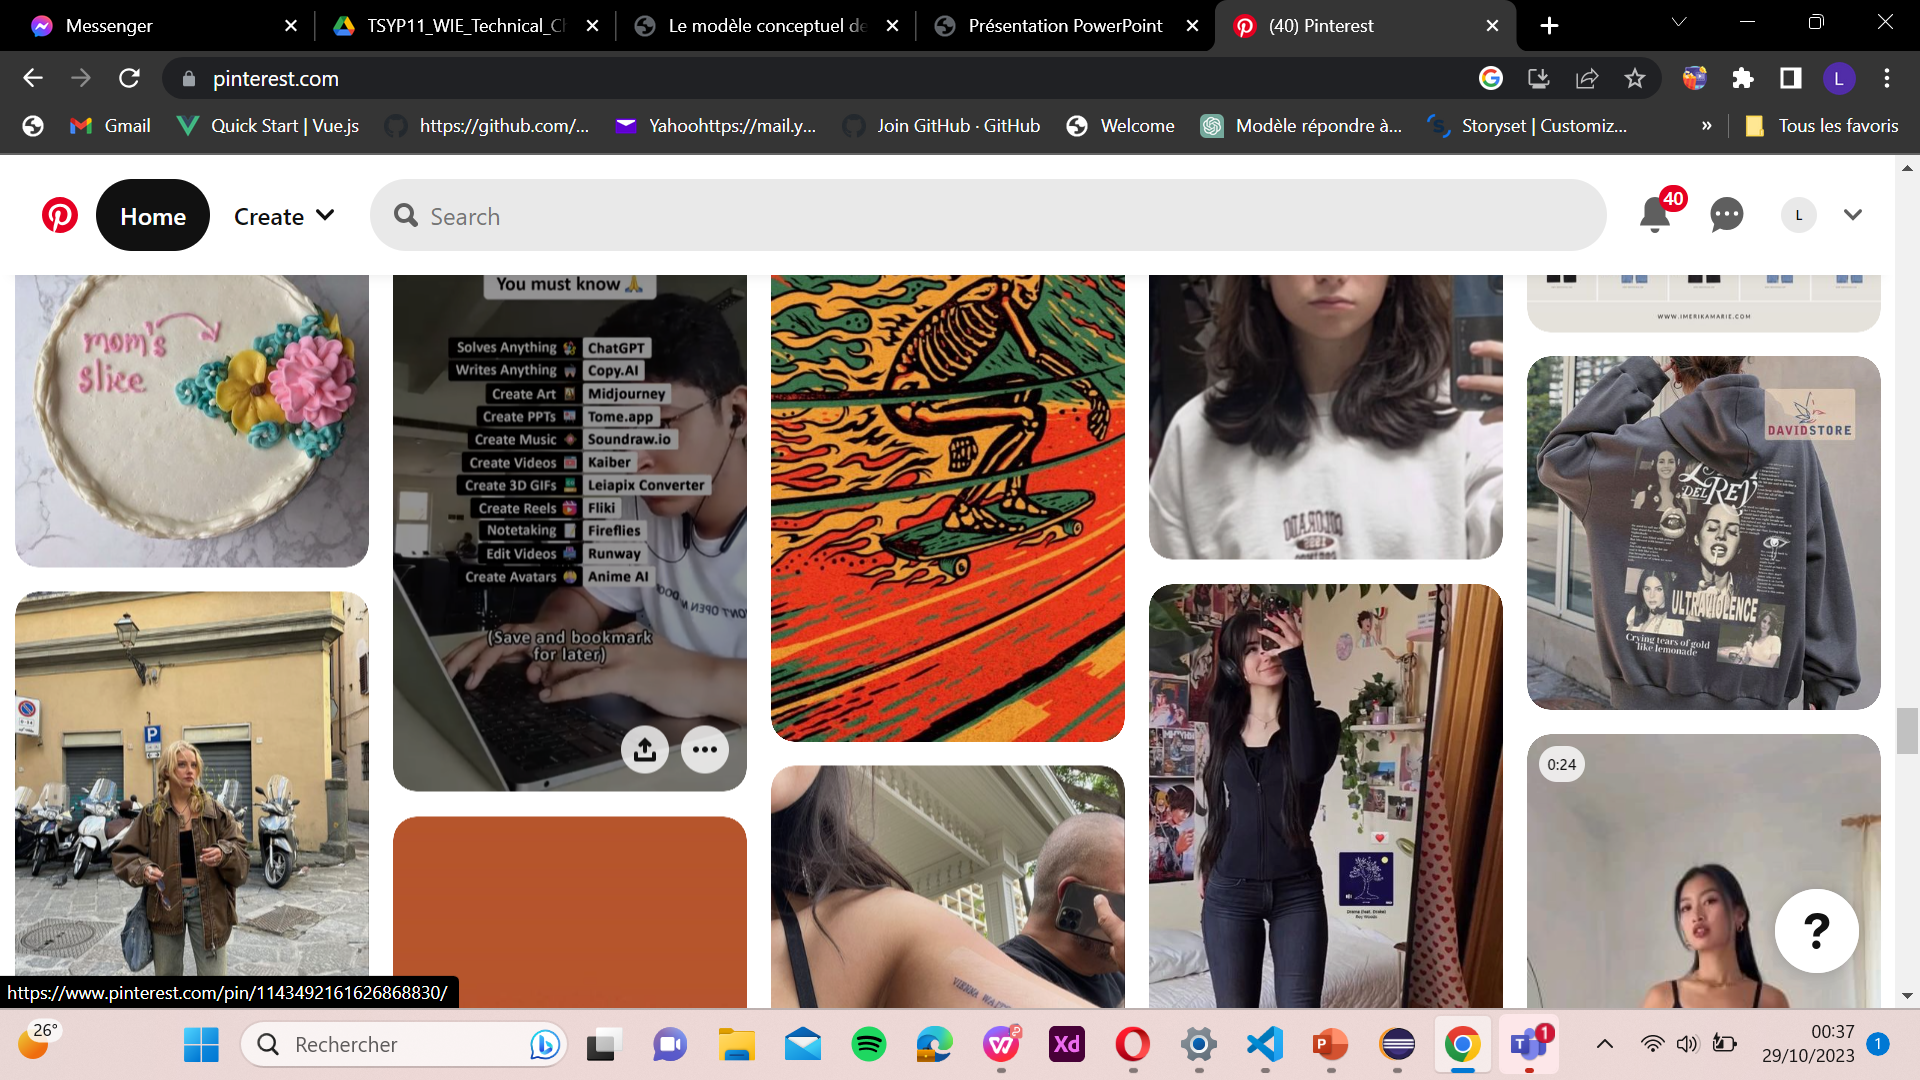 Messenger
TSYP11_WIE_Technical_Ch
Le modèle conceptuel de
Présentation PowerPoint
(40) Pinterest
pinterest.com
L
Gmail
Quick Start | Vue.js
https://github.com/...
Yahoohttps://mail.y...
Join GitHub · GitHub
Welcome
Modèle répondre à...
Storyset | Customiz...
»
Tous les favoris
Home
Create
Search
40
L
mom's
slice
You must know 🙏
Solves Anything ChatGPT
Writes Anything Copy.AI
Create Art Midjourney
Create PPTs Tome.app
Create Music Soundraw.io
Create Videos Kaiber
Create 3D GIFs Leiapix Converter
Create Reels Fliki
Notetaking Fireflies
Edit Videos Runway
Create Avatars Anime AI
(Save and bookmark
for later)
COLORADO
WWW.IMERIKAMARIE.COM
DAVIDSTORE
DEL REY
ULTRAVIOLENCE
Crying tears of gold
like lemonade
P
0:24
?
https://www.pinterest.com/pin/1143492161626868830/
26°
Rechercher
Xd
P
T
1
00:37
29/10/2023
1